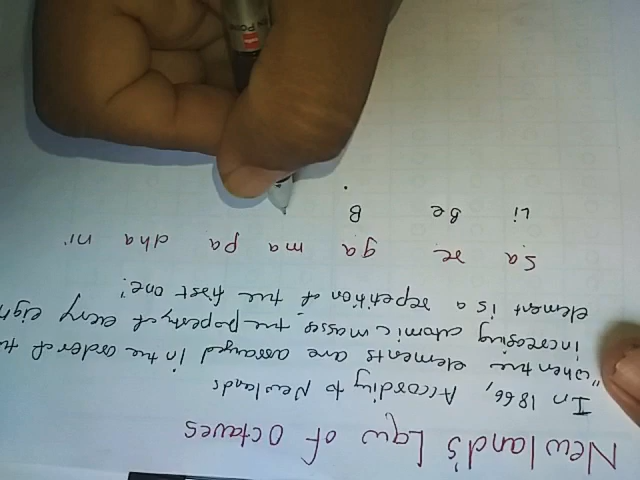 Newland's Law of Octaves
In 1866, According to Newlands
"when the elements are arranged in the order of
increasing atomic masses, the property of every
element is a repetition of the first one."
sa re ga ma pa dha ni
Li Be B